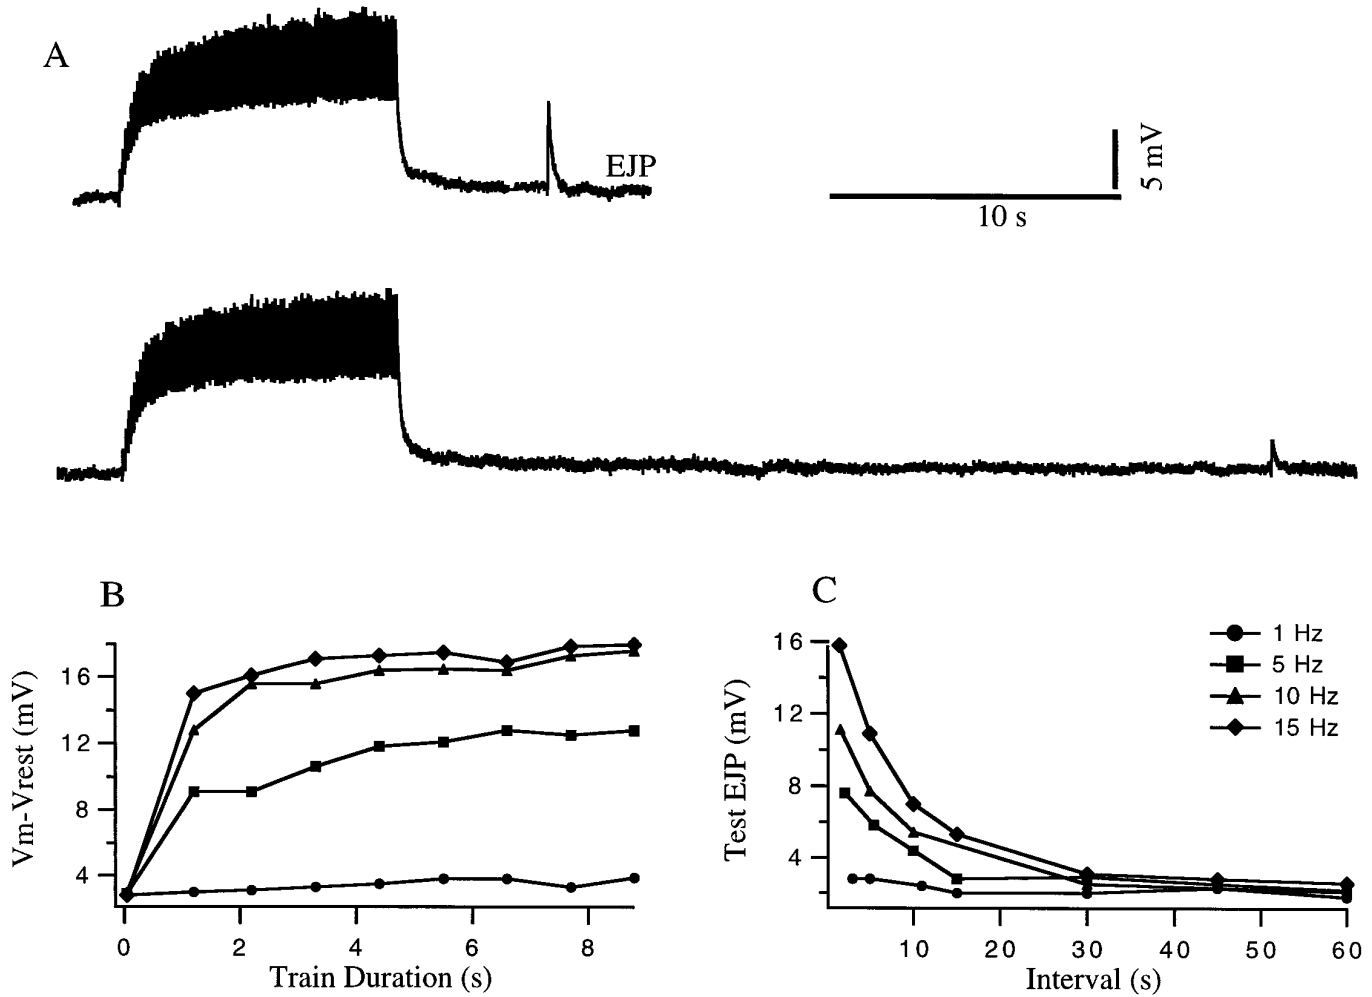 A
EJP
5 mV
10 s
B
Vm- Vrest (mV)
16
12
8
4
0 2 4 6 8
Train Duration (s)
C
Test EJP (mV)
16
12
8
4
10 20 30 40 50 60
Interval (s)
1 Hz
5 Hz
10 Hz
15 Hz